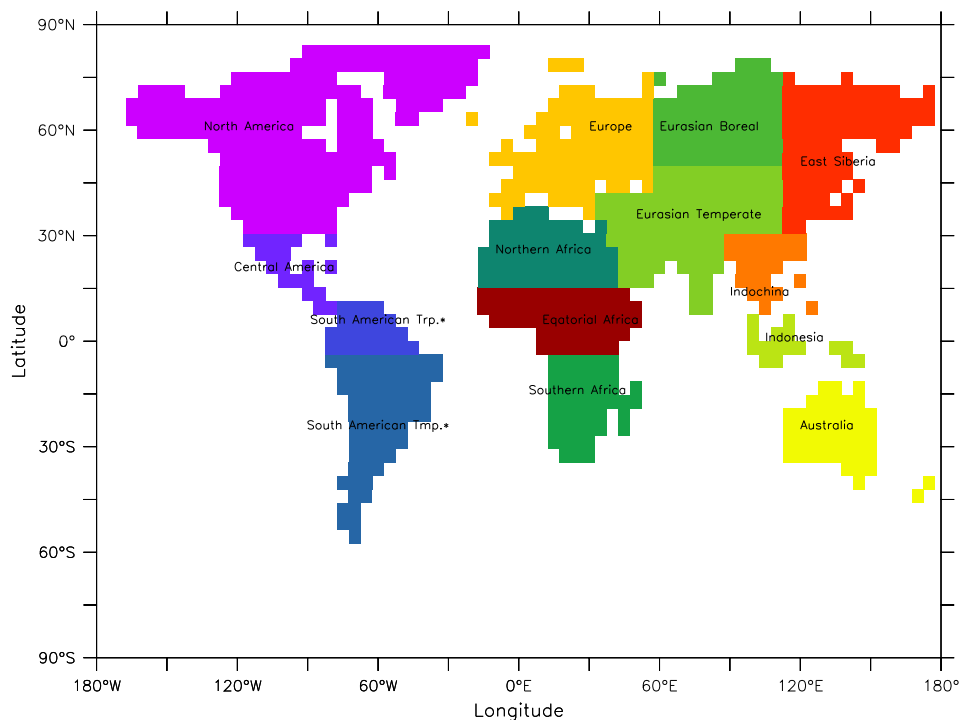 90°N
60°N
North America
Europe
Eurasian Boreal
East Siberia
Eurasian Temperate
30°N
Northern Africa
Central America
Indochina
South American Trp.*
Eqatorial Africa
Indonesia
0°
Latitude
Southern Africa
South American Tmp.*
Australia
30°S
60°S
90°S
180°W
120°W
60°W
0°E
60°E
120°E
180°
Longitude